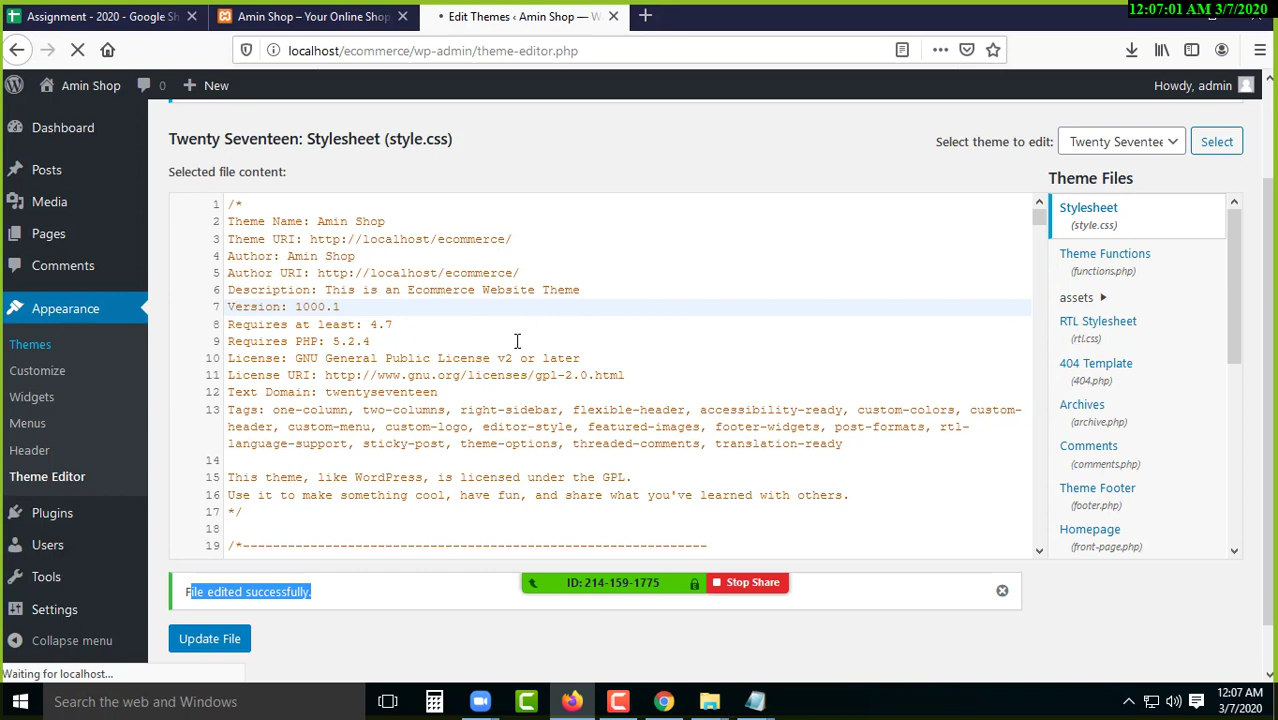 12:07:01 AM 3/7/2020
Assignment - 2020 - Google Sh
Amin Shop – Your Online Shop
Edit Themes ‹ Amin Shop — W
localhost/ecommerce/wp-admin/theme-editor.php
Amin Shop
0
New
Howdy, admin
Dashboard
Posts
Media
Pages
Comments
Appearance
Themes
Customize
Widgets
Menus
Header
Theme Editor
Plugins
Users
Tools
Settings
Collapse menu
Twenty Seventeen: Stylesheet (style.css)
Select theme to edit:
Twenty Sevente
Select
Selected file content:
1 /*
2 Theme Name: Amin Shop
3 Theme URI: http://localhost/ecommerce/
4 Author: Amin Shop
5 Author URI: http://localhost/ecommerce/
6 Description: This is an Ecommerce Website Theme
7 Version: 1000.1
8 Requires at least: 4.7
9 Requires PHP: 5.2.4
10 License: GNU General Public License v2 or later
11 License URI: http://www.gnu.org/licenses/gpl-2.0.html
12 Text Domain: twentyseventeen
13 Tags: one-column, two-columns, right-sidebar, flexible-header, accessibility-ready, custom-colors, custom-
header, custom-menu, custom-logo, editor-style, featured-images, footer-widgets, post-formats, rtl-
language-support, sticky-post, theme-options, threaded-comments, translation-ready
14
15 This theme, like WordPress, is licensed under the GPL.
16 Use it to make something cool, have fun, and share what you've learned with others.
17 */
18
19 /*--------------------------------------------------------------
Theme Files
Stylesheet
(style.css)
Theme Functions
(functions.php)
assets
RTL Stylesheet
(rtl.css)
404 Template
(404.php)
Archives
(archive.php)
Comments
(comments.php)
Theme Footer
(footer.php)
Homepage
(front-page.php)
File edited successfully.
ID: 214-159-1775
Stop Share
Update File
Waiting for localhost...
Search the web and Windows
12:07 AM
3/7/2020